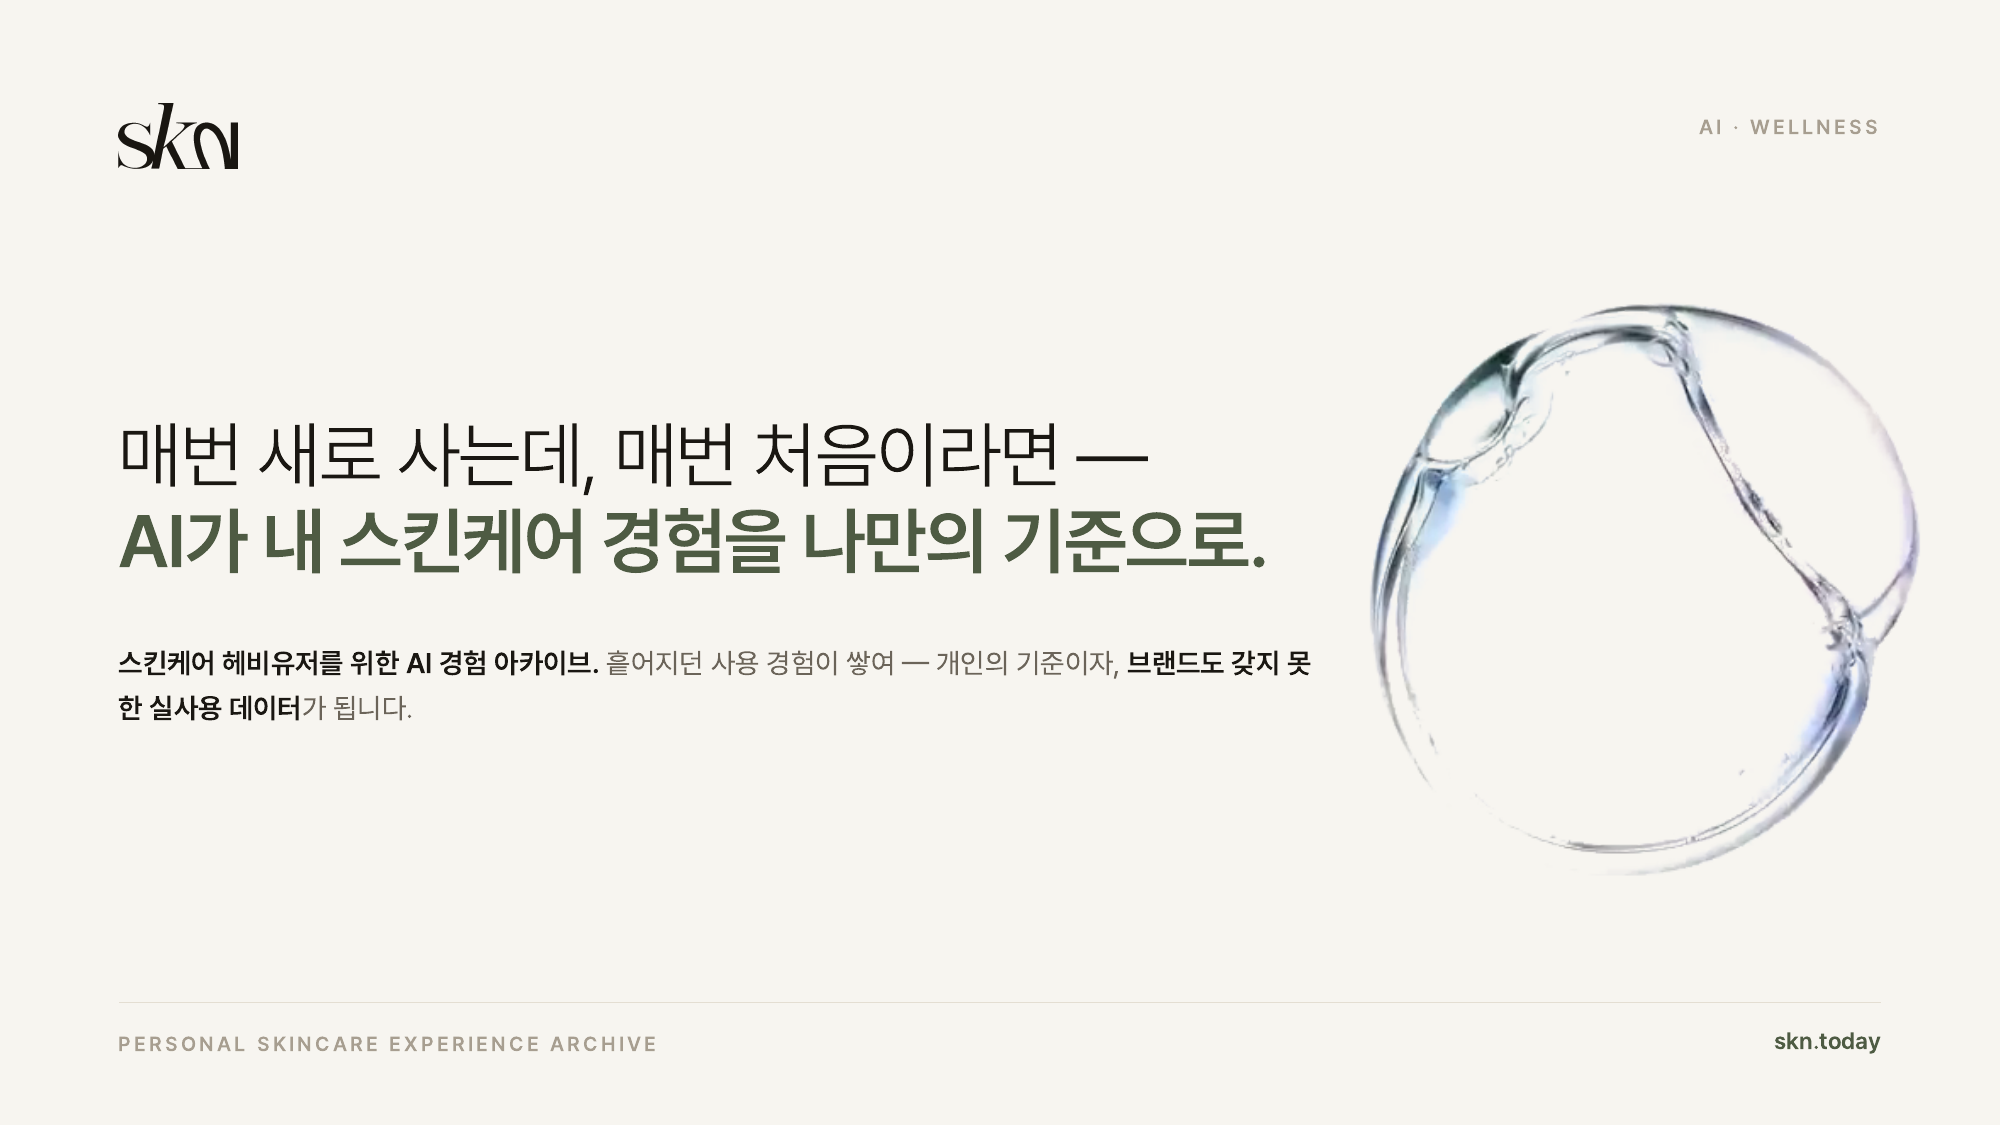 skn
AI · WELLNESS
매번 새로 사는데, 매번 처음이라면 —
AI가 내 스킨케어 경험을 나만의 기준으로.
스킨케어 헤비유저를 위한 AI 경험 아카이브. 흩어지던 사용 경험이 쌓여 — 개인의 기준이자, 브랜드도 갖지 못
한 실사용 데이터가 됩니다.
PERSONAL SKINCARE EXPERIENCE ARCHIVE
skn.today